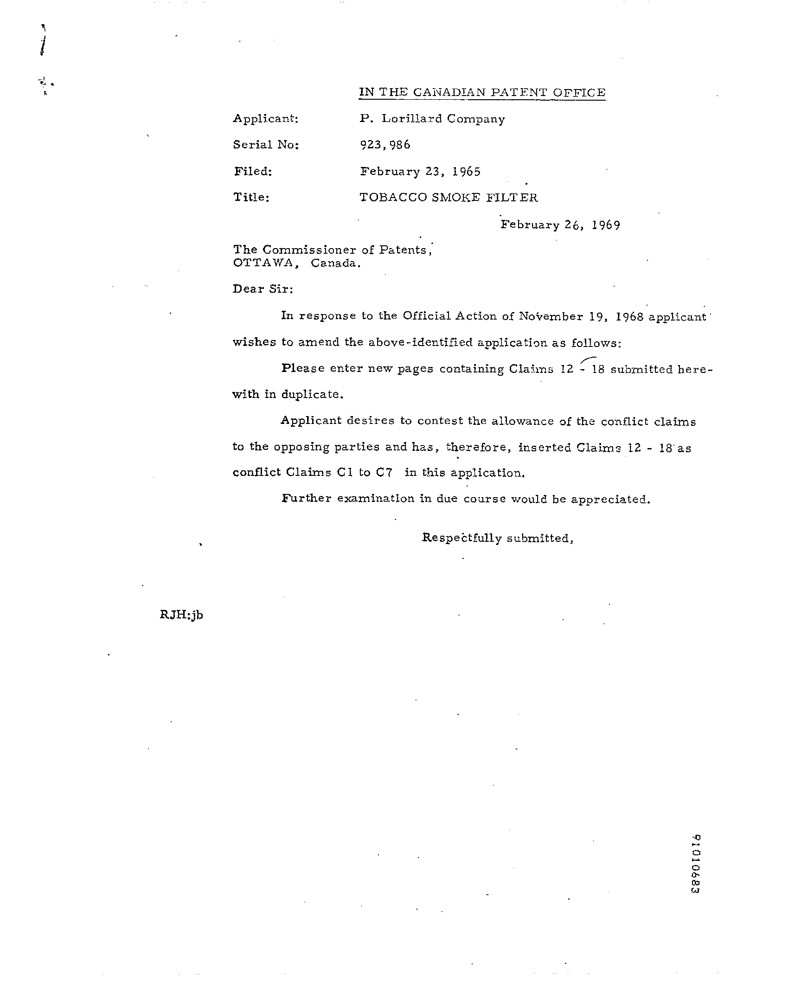 IN THE CANADIAN PATENT OFFICE
Applicant: P. Lorillard Company
Serial No: 923,986
Filed: February 23, 1965
Title: TOBACCO SMOKE FILTER
February 26, 1969
The Commissioner of Patents,
OTTAWA, Canada.
Dear Sir:
In response to the Official Action of November 19, 1968 applicant
wishes to amend the above-identified application as follows:
Please enter new pages containing Claims 12 - 18 submitted here-
with in duplicate.
Applicant desires to contest the allowance of the conflict claims
to the opposing parties and has, therefore, inserted Claims 12 - 18 as
conflict Claims C1 to C7 in this application.
Further examination in due course would be appreciated.
Respectfully submitted,
RJH:jb
91010683